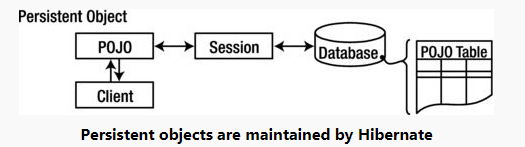 Persistent Object
POJO
Session
Database
POJO Table
Client
Persistent objects are maintained by Hibernate